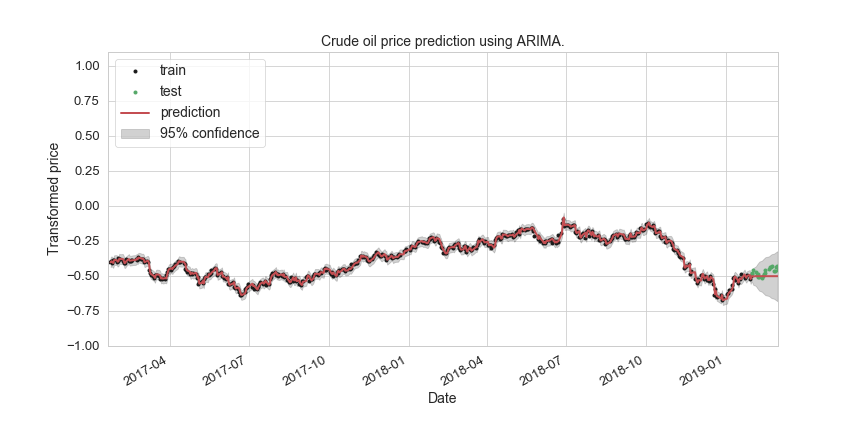 Crude oil price prediction using ARIMA.
train
test
prediction
95% confidence
Transformed price
1.00
0.75
0.50
0.25
0.00
−0.25
−0.50
−0.75
−1.00
2017-04
2017-07
2017-10
2018-01
2018-04
2018-07
2018-10
2019-01
Date